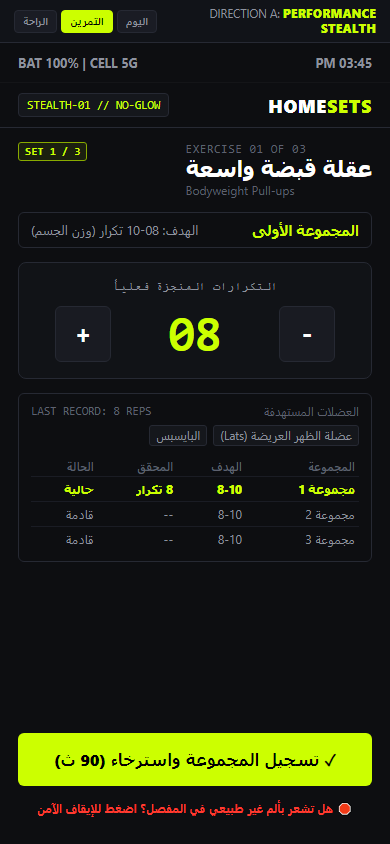 DIRECTION A: PERFORMANCE STEALTH
اليوم
التمرين
الراحة
PM 03:45
BAT 100% | CELL 5G
HOMESETS
STEALTH-01 // NO-GLOW
EXERCISE 01 OF 03
SET 1 / 3
عقلة قبضة واسعة
Bodyweight Pull-ups
المجموعة الأولى
الهدف: 08-10 تكرار (وزن الجسم)
التكرارات المنجزة فعلياً
- 08 +
العضلات المستهدفة
LAST RECORD: 8 REPS
عضلة الظهر العريضة (Lats)
البايسبس
المجموعة الهدف المحقق الحالة
مجموعة 1 8-10 8 تكرار حالية
مجموعة 2 8-10 -- قادمة
مجموعة 3 8-10 -- قادمة
✓ تسجيل المجموعة واسترخاء (90 ث)
🛑 هل تشعر بألم غير طبيعي في المفصل؟ اضغط للإيقاف الآمن